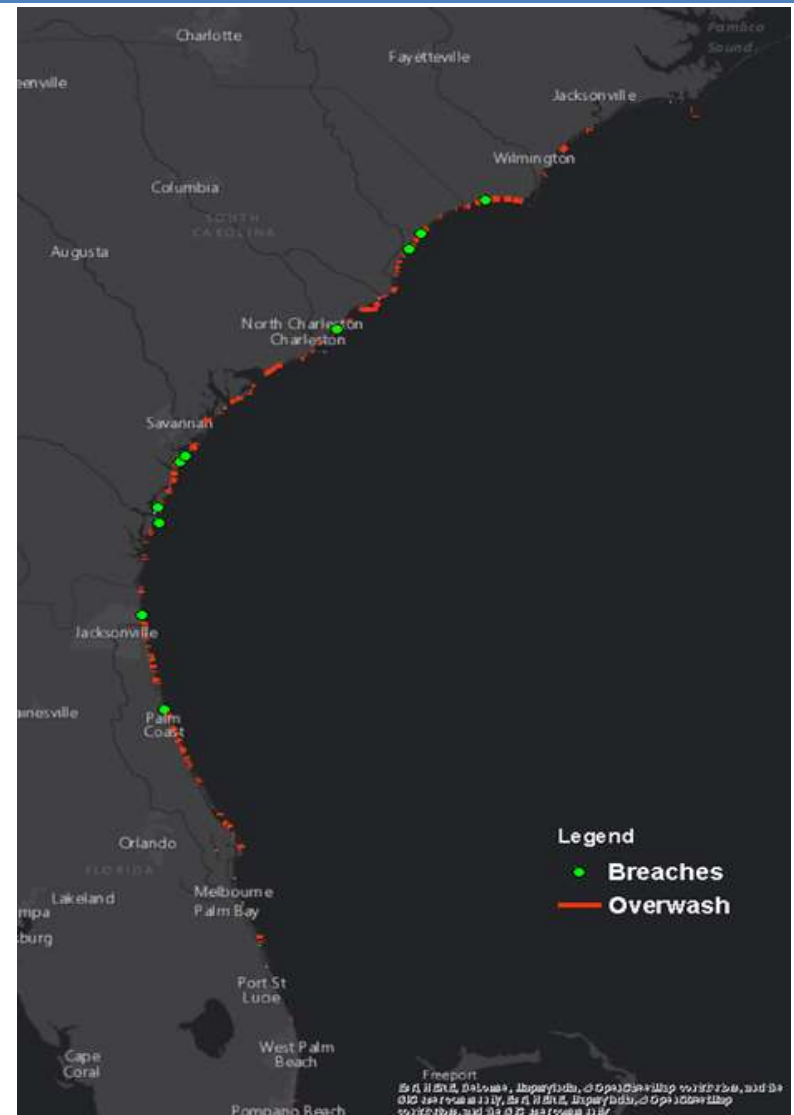 Charlotte
Pamlico
Sound
Fayetteville
eenville
Jacksonville
Wilmington
Columbia
SOUTH
CAROLINA
Augusta
North Charleston
Charleston
Savannah
Jacksonville
ainesville
Palm
Coast
Legend
Breaches
Overwash
Orlando
FLORIDA
Lakeland
Melbourne
mpa
Palm Bay
sburg
Port St
Lucie
West Palm
Beach
Cape
Coral
Freeport
Pompano Beach